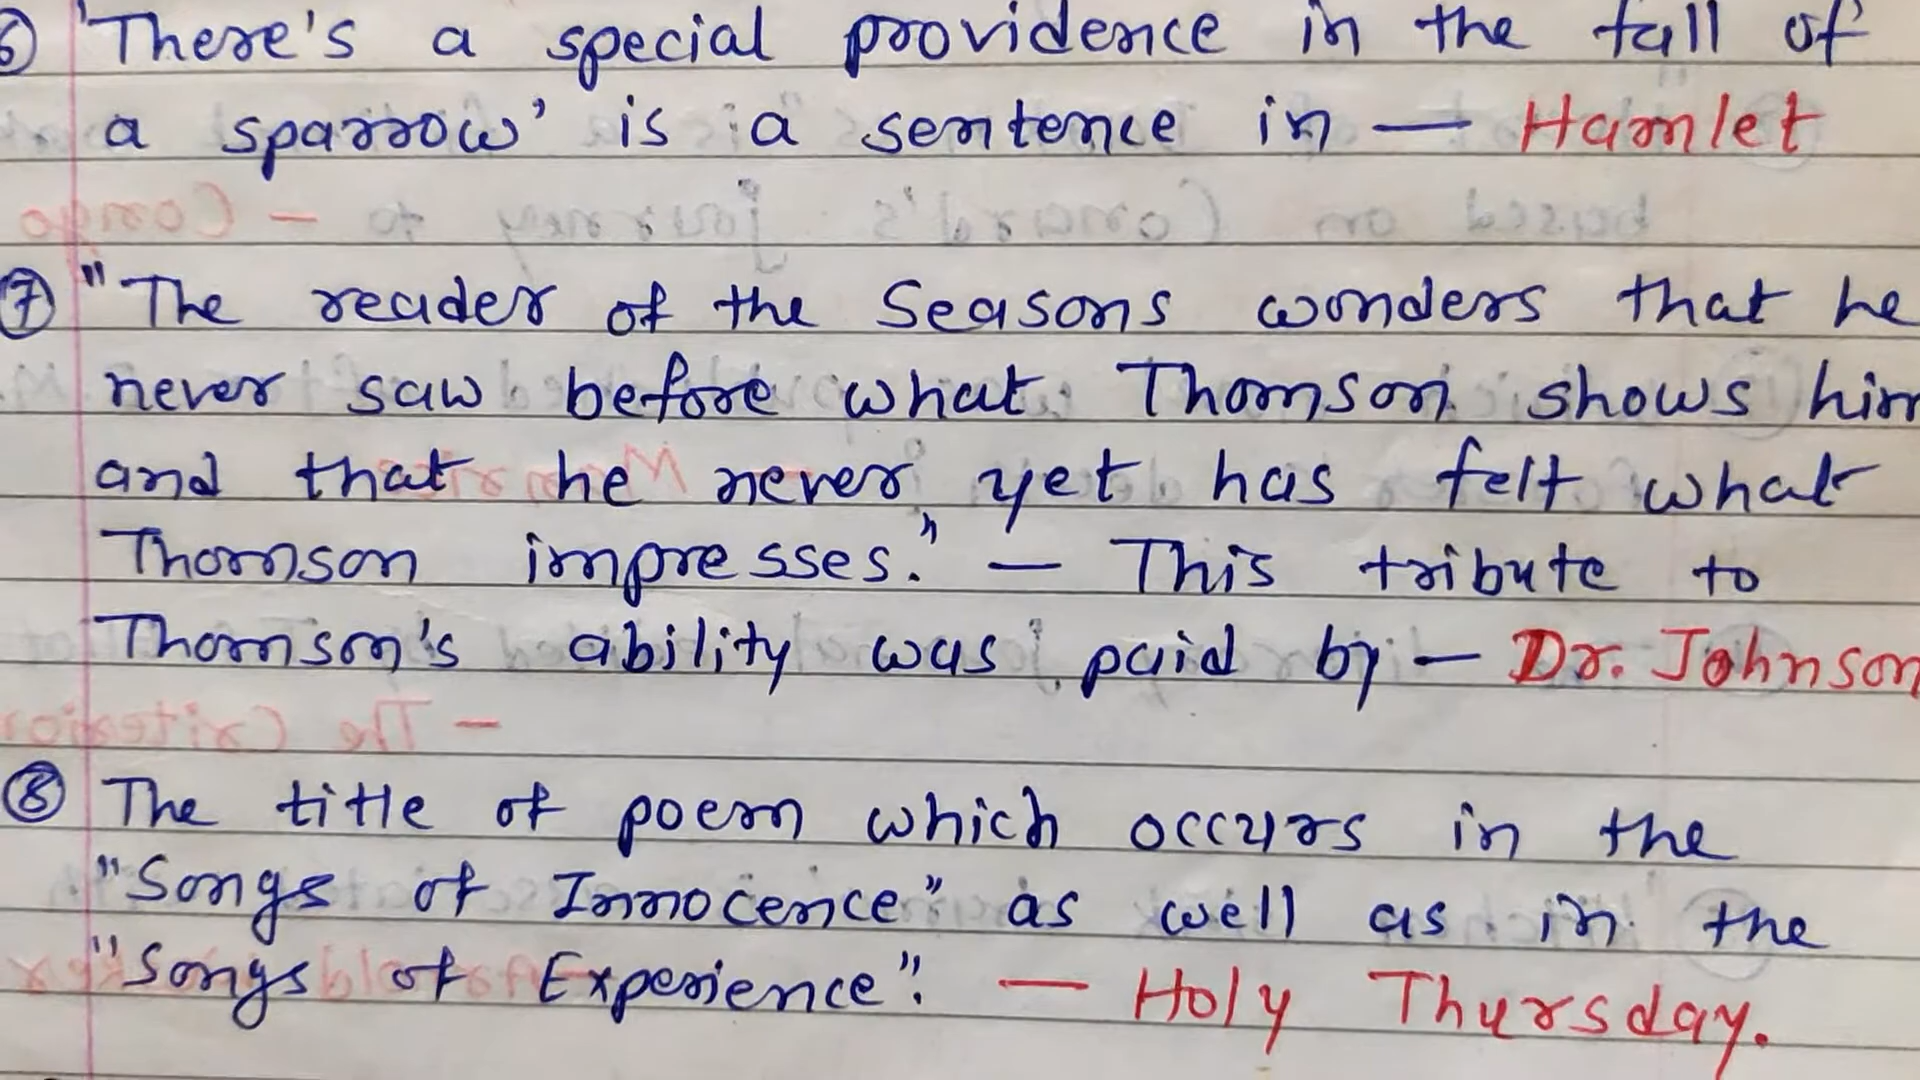 ⑥ 'There's a special providence in the fall of
a sparrow' is a sentence in — Hamlet
⑦ "The reader of the Seasons wonders that he
never saw before what Thomson shows him
and that he never yet has felt what
Thomson impresses." — This tribute to
Thomson's ability was paid by — Dr. Johnson
⑧ The title of poem which occurs in the
"Songs of Innocence" as well as in the
"Songs of Experience". — Holy Thursday.